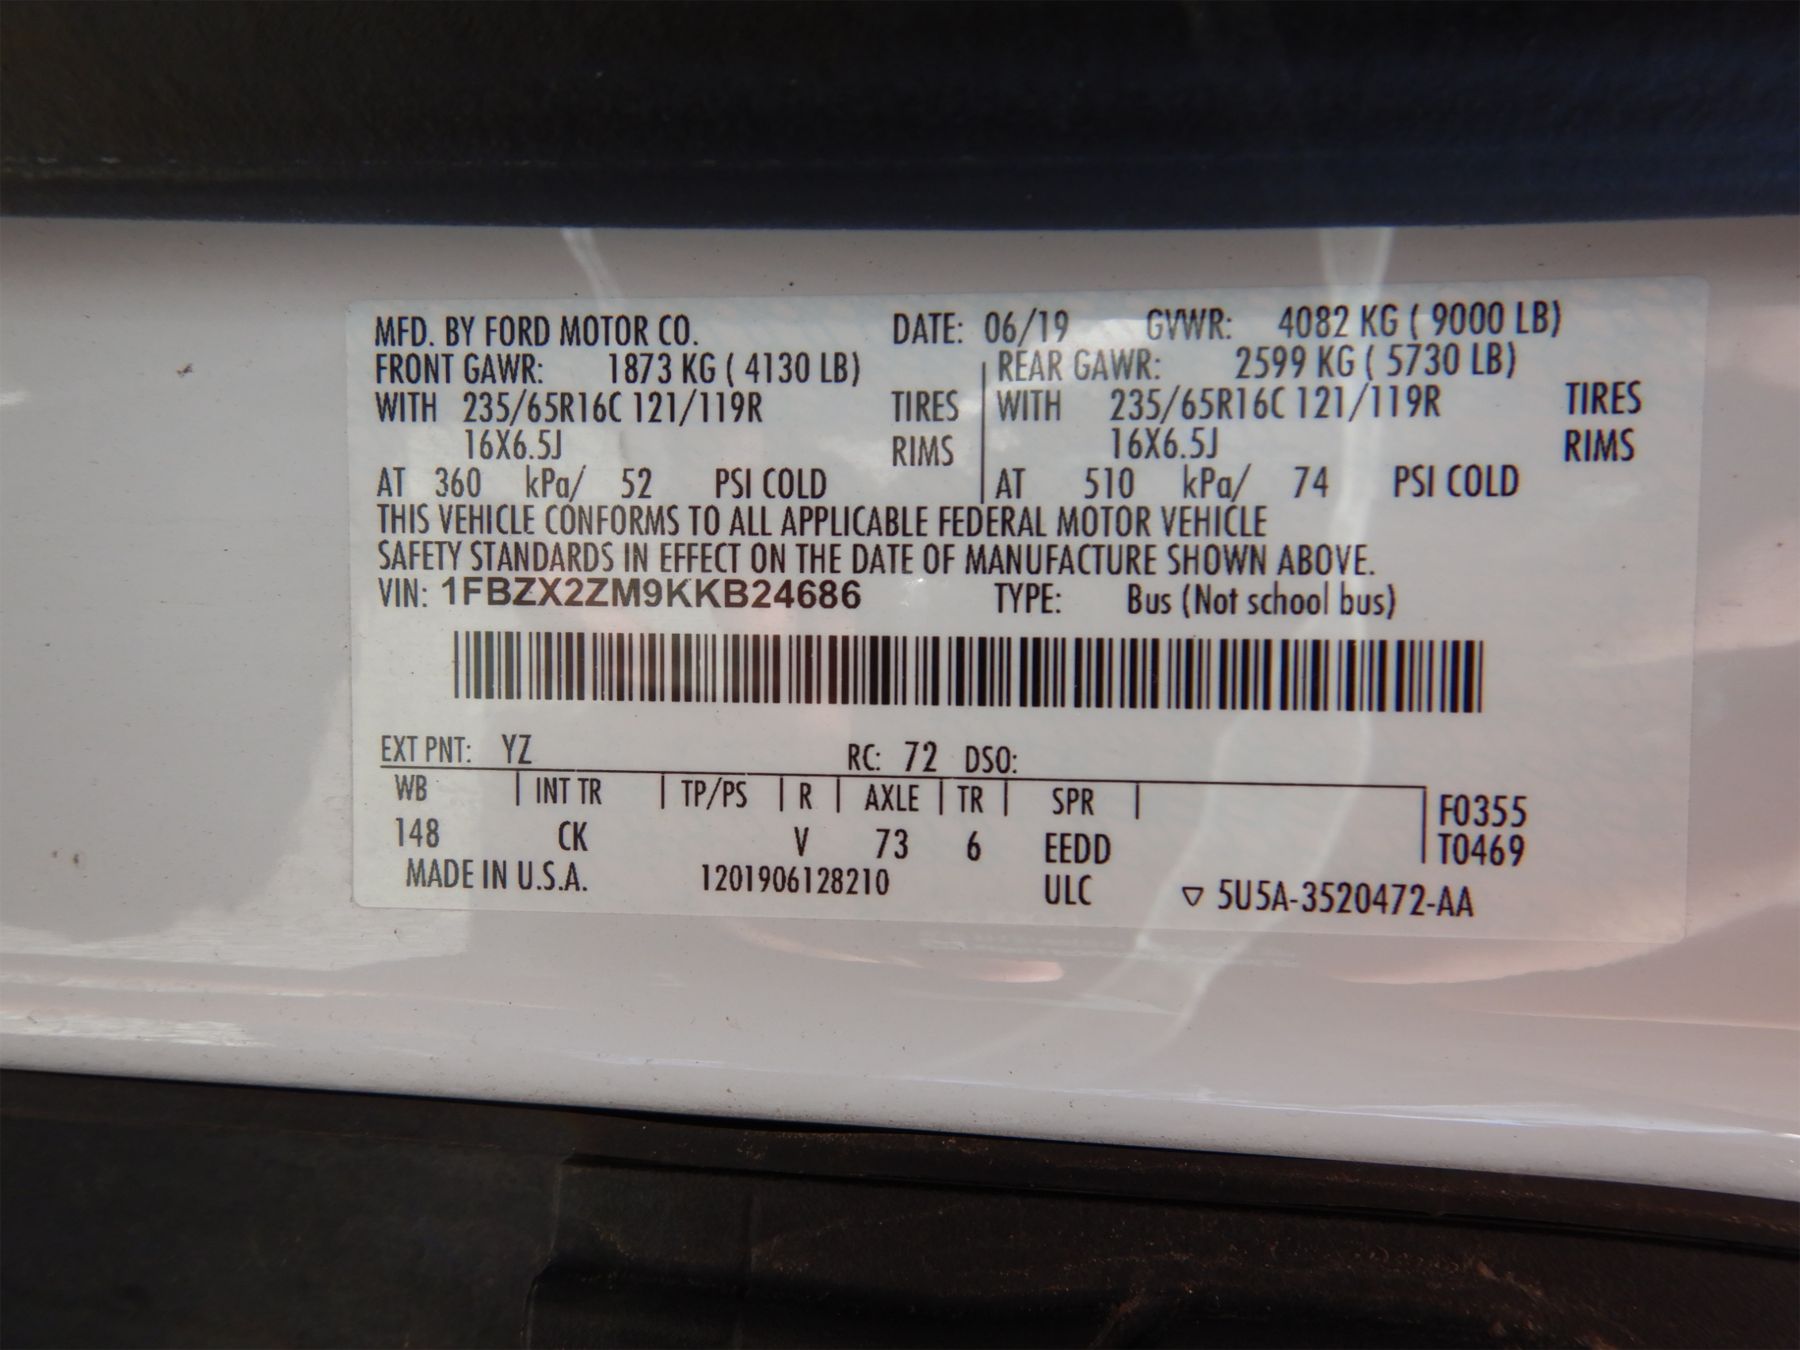 MFD. BY FORD MOTOR CO. DATE: 06/19 GVWR: 4082 KG ( 9000 LB)
FRONT GAWR: 1873 KG ( 4130 LB) REAR GAWR: 2599 KG ( 5730 LB)
WITH 235/65R16C 121/119R TIRES WITH 235/65R16C 121/119R TIRES
16X6.5J RIMS 16X6.5J RIMS
AT 360 kPa/ 52 PSI COLD AT 510 kPa/ 74 PSI COLD
THIS VEHICLE CONFORMS TO ALL APPLICABLE FEDERAL MOTOR VEHICLE
SAFETY STANDARDS IN EFFECT ON THE DATE OF MANUFACTURE SHOWN ABOVE.
VIN: 1FBZX2ZM9KKB24686 TYPE: Bus (Not school bus)
EXT PNT: YZ RC: 72 DSO:
WB INT TR TP/PS R AXLE TR SPR F0355
148 CK V 73 6 EEDD T0469
MADE IN U.S.A. 1201906128210 ULC ▽ 5U5A-3520472-AA